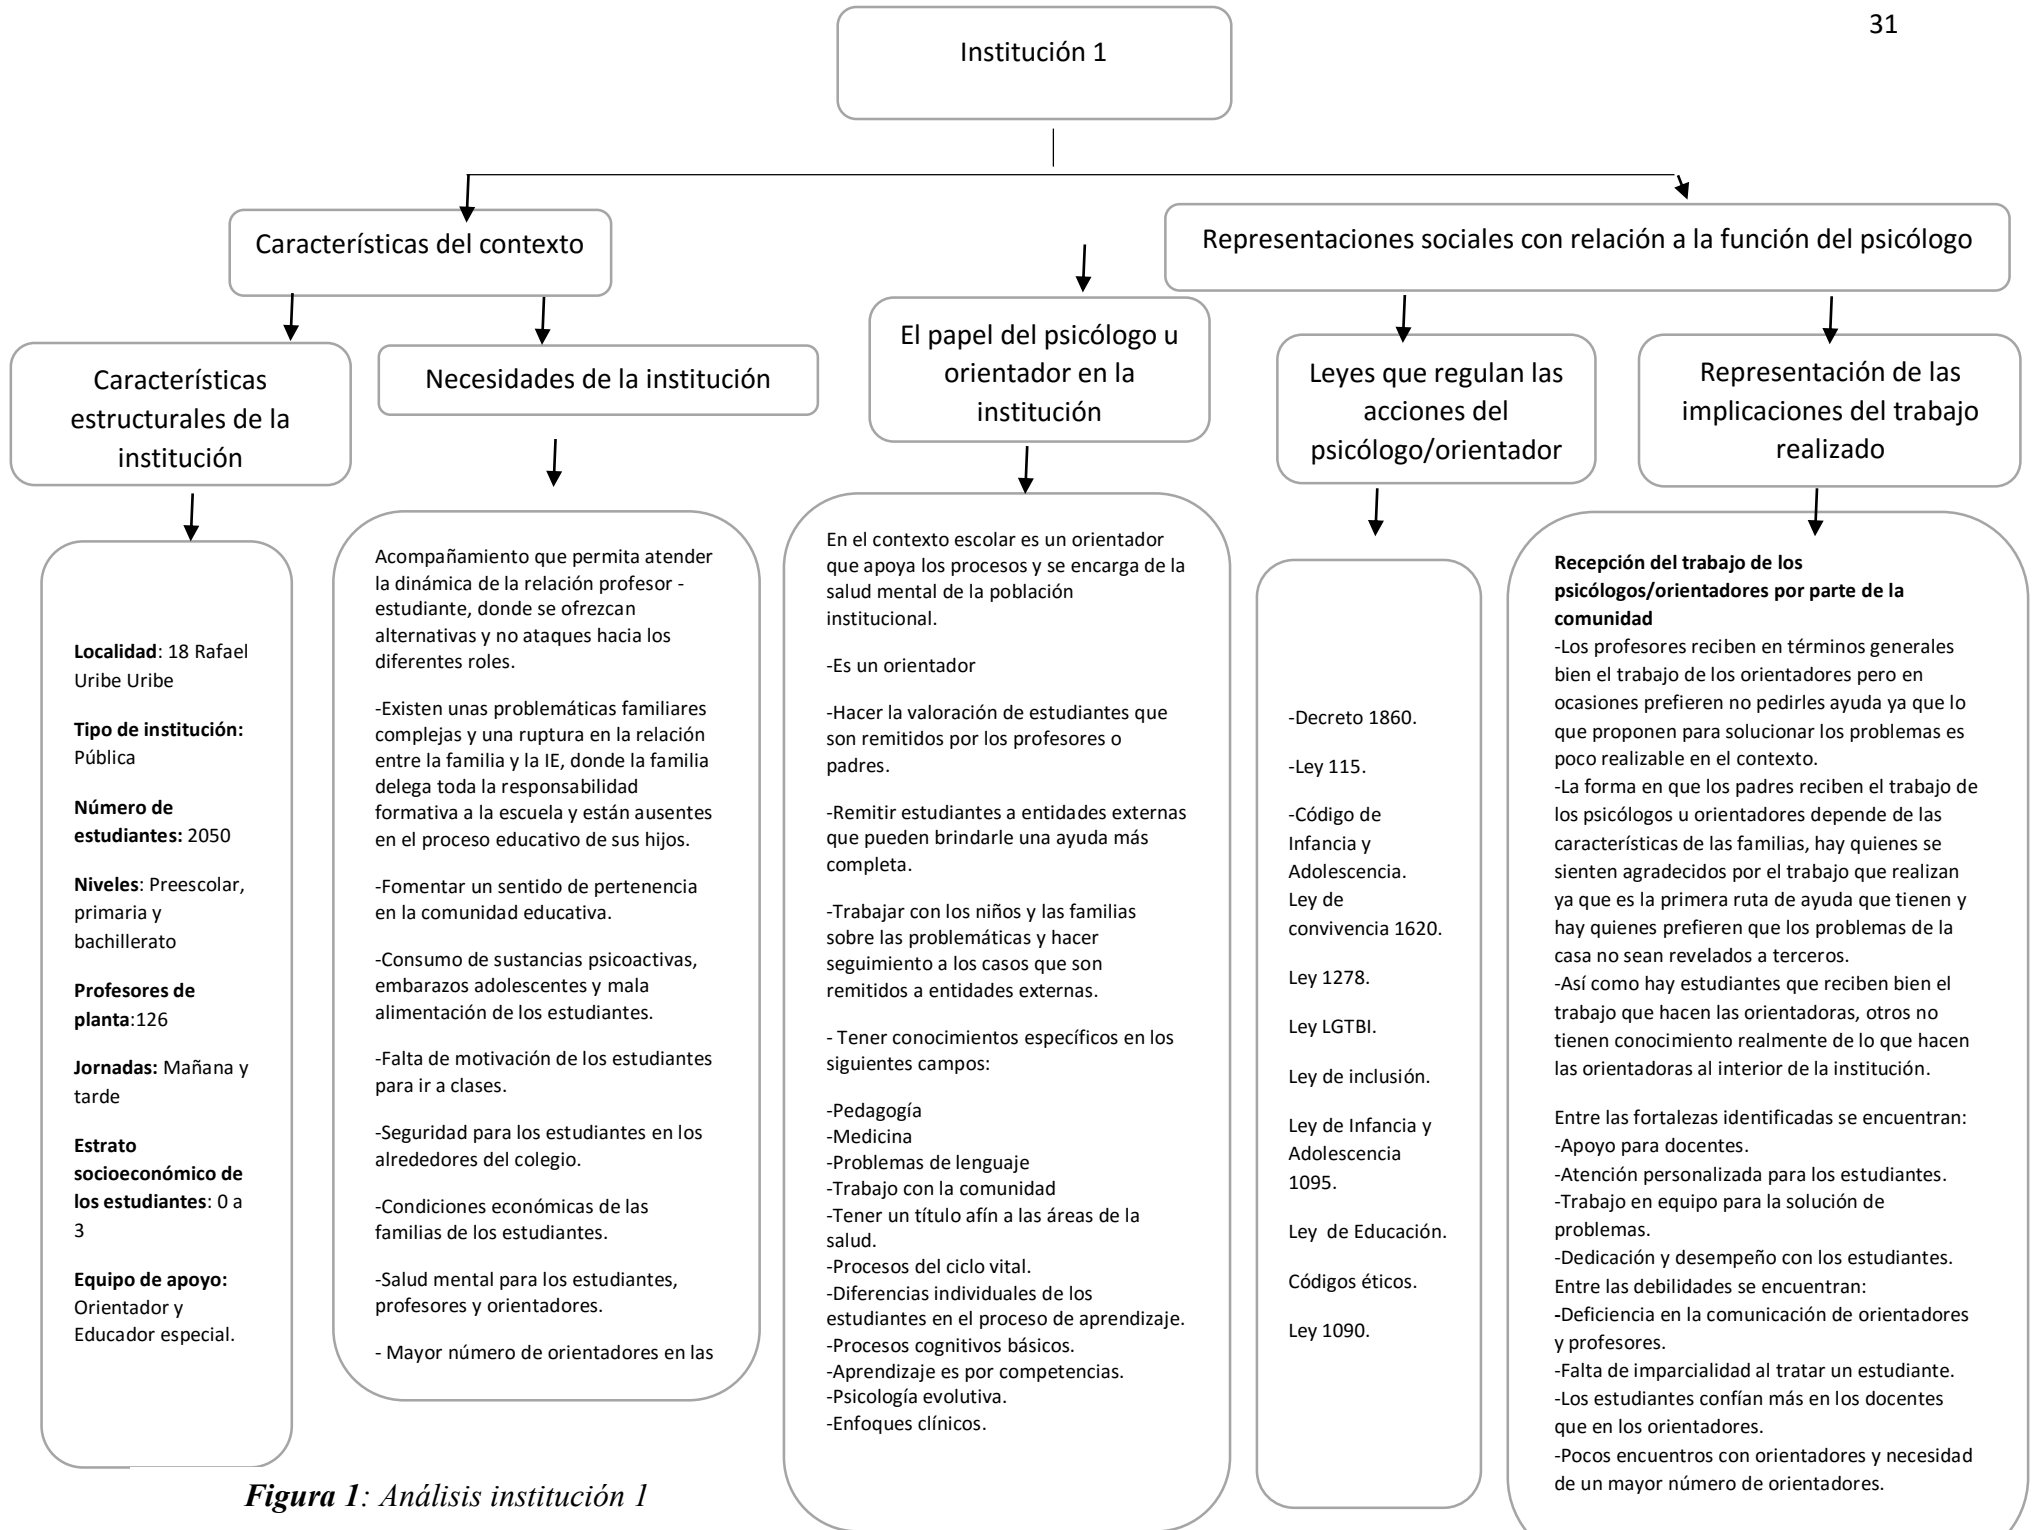 31
Institución 1
Características del contexto
Representaciones sociales con relación a la función del psicólogo
Características
estructurales de la
institución
Necesidades de la institución
El papel del psicólogo u
orientador en la
institución
Leyes que regulan las
acciones del
psicólogo/orientador
Representación de las
implicaciones del trabajo
realizado
Localidad: 18 Rafael
Uribe Uribe
Tipo de institución:
Pública
Número de
estudiantes: 2050
Niveles: Preescolar,
primaria y
bachillerato
Profesores de
planta:126
Jornadas: Mañana y
tarde
Estrato
socioeconómico de
los estudiantes: 0 a
3
Equipo de apoyo:
Orientador y
Educador especial.
Acompañamiento que permita atender
la dinámica de la relación profesor -
estudiante, donde se ofrezcan
alternativas y no ataques hacia los
diferentes roles.
-Existen unas problemáticas familiares
complejas y una ruptura en la relación
entre la familia y la IE, donde la familia
delega toda la responsabilidad
formativa a la escuela y están ausentes
en el proceso educativo de sus hijos.
-Fomentar un sentido de pertenencia
en la comunidad educativa.
-Consumo de sustancias psicoactivas,
embarazos adolescentes y mala
alimentación de los estudiantes.
-Falta de motivación de los estudiantes
para ir a clases.
-Seguridad para los estudiantes en los
alrededores del colegio.
-Condiciones económicas de las
familias de los estudiantes.
-Salud mental para los estudiantes,
profesores y orientadores.
- Mayor número de orientadores en las
En el contexto escolar es un orientador
que apoya los procesos y se encarga de la
salud mental de la población
institucional.
-Es un orientador
-Hacer la valoración de estudiantes que
son remitidos por los profesores o
padres.
-Remitir estudiantes a entidades externas
que pueden brindarle una ayuda más
completa.
-Trabajar con los niños y las familias
sobre las problemáticas y hacer
seguimiento a los casos que son
remitidos a entidades externas.
- Tener conocimientos específicos en los
siguientes campos:
-Pedagogía
-Medicina
-Problemas de lenguaje
-Trabajo con la comunidad
-Tener un título afín a las áreas de la
salud.
-Procesos del ciclo vital.
-Diferencias individuales de los
estudiantes en el proceso de aprendizaje.
-Procesos cognitivos básicos.
-Aprendizaje es por competencias.
-Psicología evolutiva.
-Enfoques clínicos.
-Decreto 1860.
-Ley 115.
-Código de
Infancia y
Adolescencia.
Ley de
convivencia 1620.
Ley 1278.
Ley LGTBI.
Ley de inclusión.
Ley de Infancia y
Adolescencia
1095.
Ley  de Educación.
Códigos éticos.
Ley 1090.
Recepción del trabajo de los
psicólogos/orientadores por parte de la
comunidad
-Los profesores reciben en términos generales
bien el trabajo de los orientadores pero en
ocasiones prefieren no pedirles ayuda ya que lo
que proponen para solucionar los problemas es
poco realizable en el contexto.
-La forma en que los padres reciben el trabajo de
los psicólogos u orientadores depende de las
características de las familias, hay quienes se
sienten agradecidos por el trabajo que realizan
ya que es la primera ruta de ayuda que tienen y
hay quienes prefieren que los problemas de la
casa no sean revelados a terceros.
-Así como hay estudiantes que reciben bien el
trabajo que hacen las orientadoras, otros no
tienen conocimiento realmente de lo que hacen
las orientadoras al interior de la institución.
Entre las fortalezas identificadas se encuentran:
-Apoyo para docentes.
-Atención personalizada para los estudiantes.
-Trabajo en equipo para la solución de
problemas.
-Dedicación y desempeño con los estudiantes.
Entre las debilidades se encuentran:
-Deficiencia en la comunicación de orientadores
y profesores.
-Falta de imparcialidad al tratar un estudiante.
-Los estudiantes confían más en los docentes
que en los orientadores.
-Pocos encuentros con orientadores y necesidad
de un mayor número de orientadores.
Figura 1: Análisis institución 1